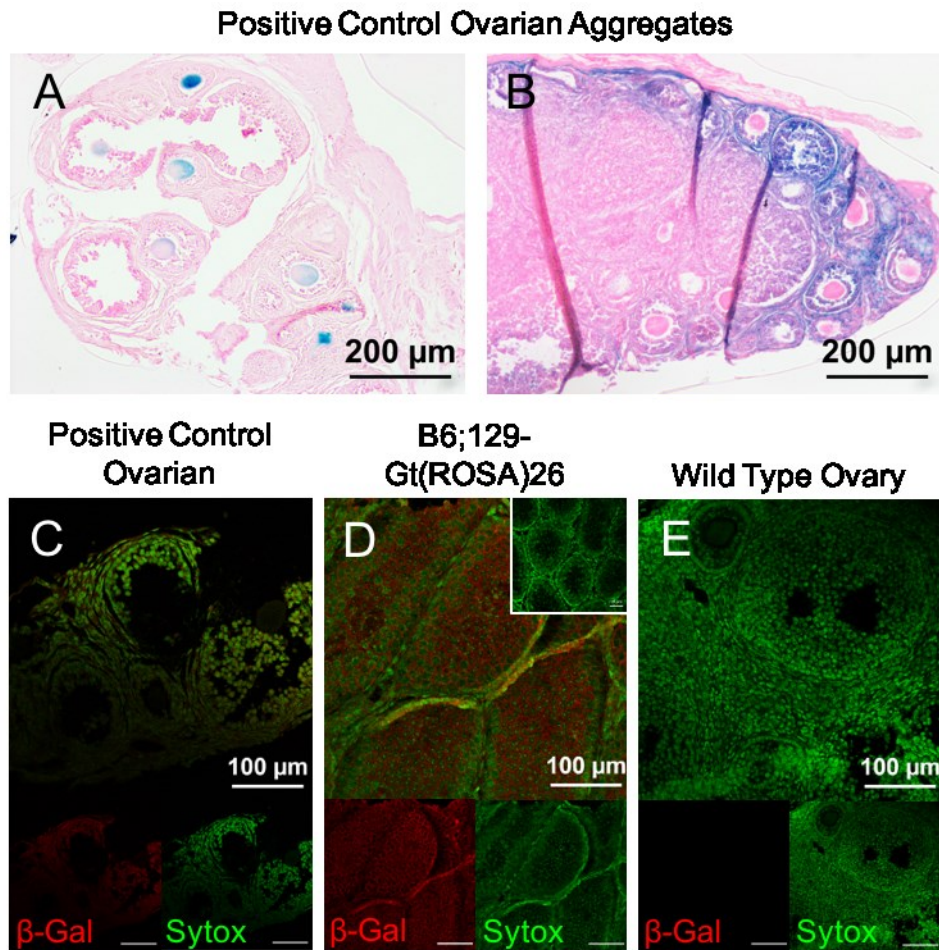 Positive Control Ovarian Aggregates
A
B
200 µm
200 µm
Positive Control
Ovarian
B6;129-
Gt(ROSA)26
Wild Type Ovary
C
D
E
100 µm
100 µm
100 µm
β-Gal
Sytox
β-Gal
Sytox
β-Gal
Sytox